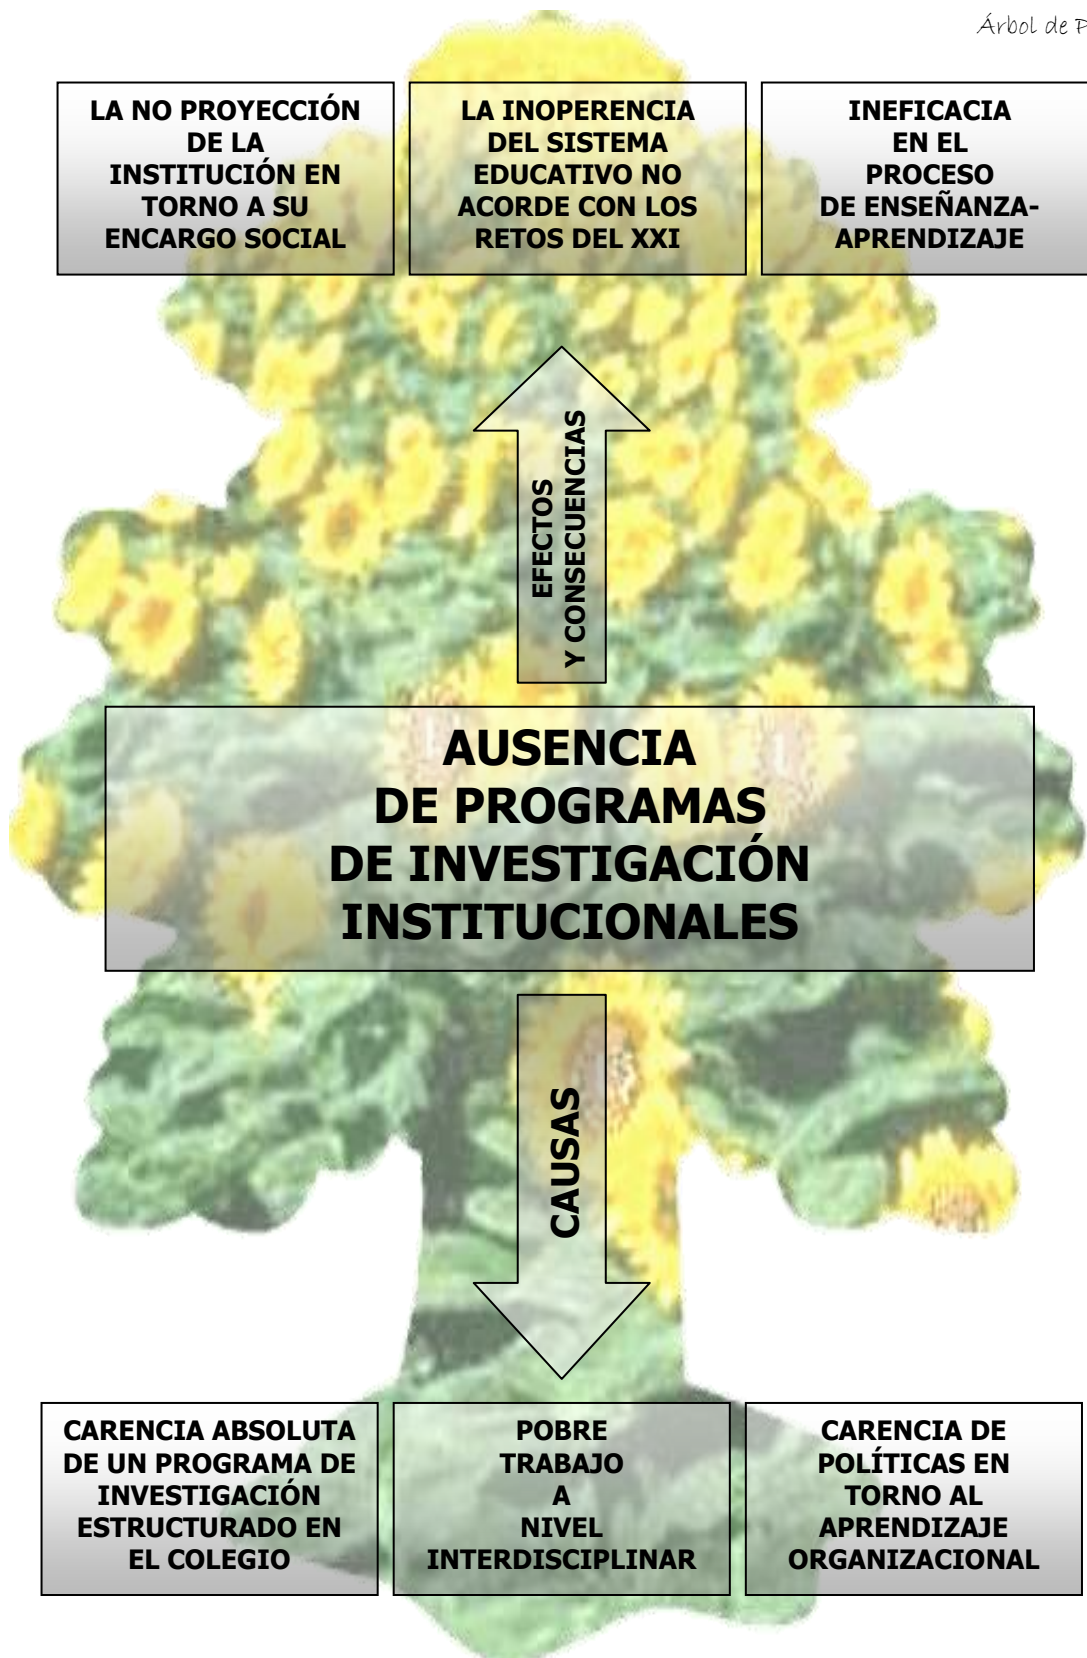 Árbol de P
LA NO PROYECCIÓN
DE LA
INSTITUCIÓN EN
TORNO A SU
ENCARGO SOCIAL
LA INOPERENCIA
DEL SISTEMA
EDUCATIVO NO
ACORDE CON LOS
RETOS DEL XXI
INEFICACIA
EN EL
PROCESO
DE ENSEÑANZA-
APRENDIZAJE
EFECTOS
Y CONSECUENCIAS
AUSENCIA
DE PROGRAMAS
DE INVESTIGACIÓN
INSTITUCIONALES
CAUSAS
CARENCIA ABSOLUTA
DE UN PROGRAMA DE
INVESTIGACIÓN
ESTRUCTURADO EN
EL COLEGIO
POBRE
TRABAJO
A
NIVEL
INTERDISCIPLINAR
CARENCIA DE
POLÍTICAS EN
TORNO AL
APRENDIZAJE
ORGANIZACIONAL